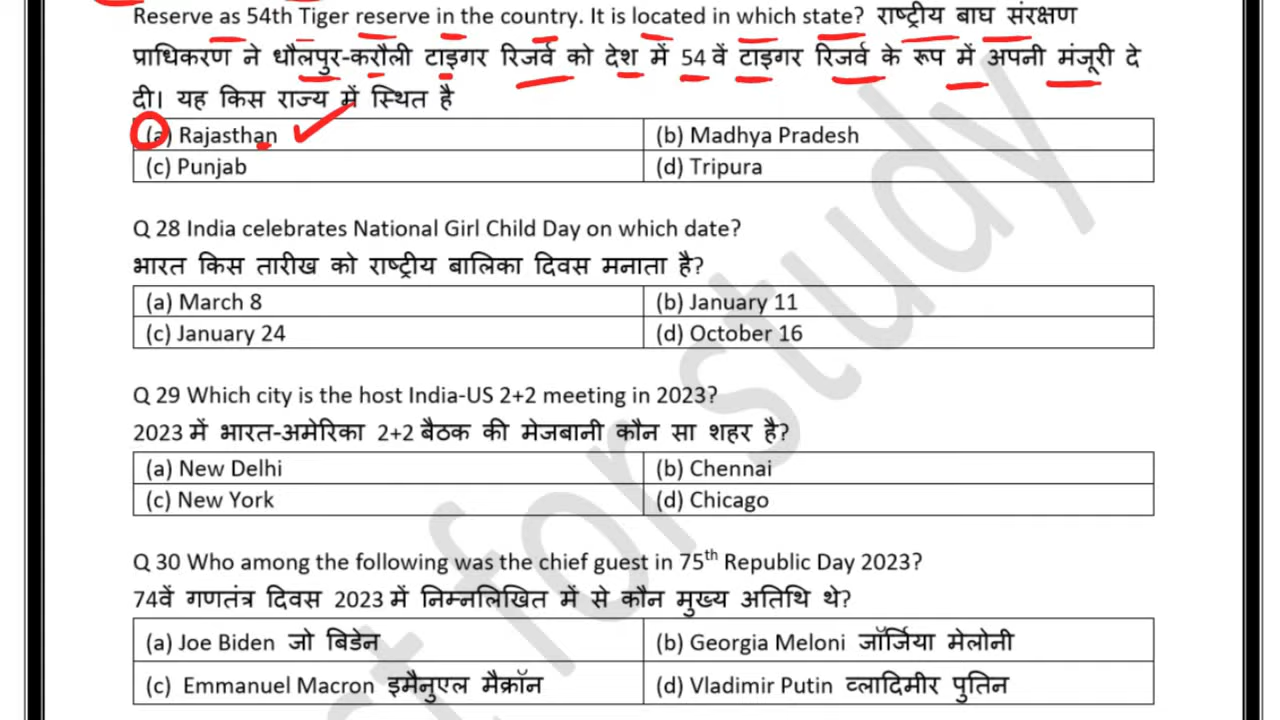 Reserve as 54th Tiger reserve in the country. It is located in which state? राष्ट्रीय बाघ संरक्षण
प्राधिकरण ने धौलपुर-करौली टाइगर रिजर्व को देश में 54 वें टाइगर रिजर्व के रूप में अपनी मंजूरी दे
दी। यह किस राज्य में स्थित है
(a) Rajasthan (b) Madhya Pradesh
(c) Punjab (d) Tripura
Q 28 India celebrates National Girl Child Day on which date?
भारत किस तारीख को राष्ट्रीय बालिका दिवस मनाता है?
(a) March 8 (b) January 11
(c) January 24 (d) October 16
Q 29 Which city is the host India-US 2+2 meeting in 2023?
2023 में भारत-अमेरिका 2+2 बैठक की मेजबानी कौन सा शहर है?
(a) New Delhi (b) Chennai
(c) New York (d) Chicago
Q 30 Who among the following was the chief guest in 75th Republic Day 2023?
74वें गणतंत्र दिवस 2023 में निम्नलिखित में से कौन मुख्य अतिथि थे?
(a) Joe Biden जो बिडेन (b) Georgia Meloni जॉर्जिया मेलोनी
(c) Emmanuel Macron इमैनुएल मैक्रॉन (d) Vladimir Putin व्लादिमीर पुतिन
for study